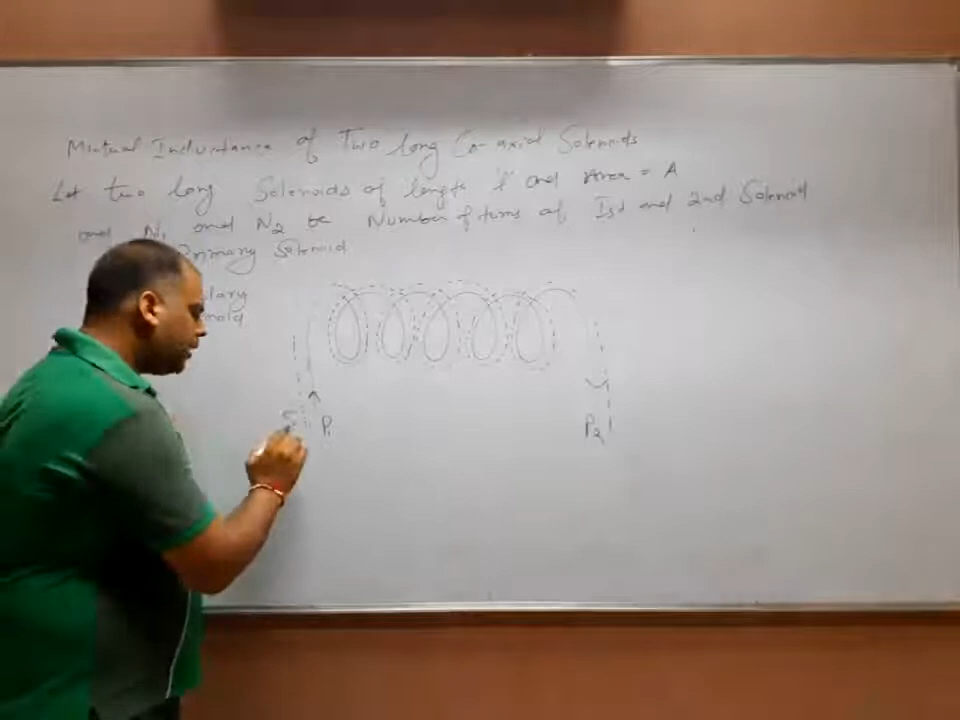 Mutual Inductance of Two long Co-axial Solenoids
Let two long Solenoids of length l and Area = A
and N₁ and N₂ be Number of turns of Ist and 2nd Solenoid
Primary Solenoid
P₁
P₂